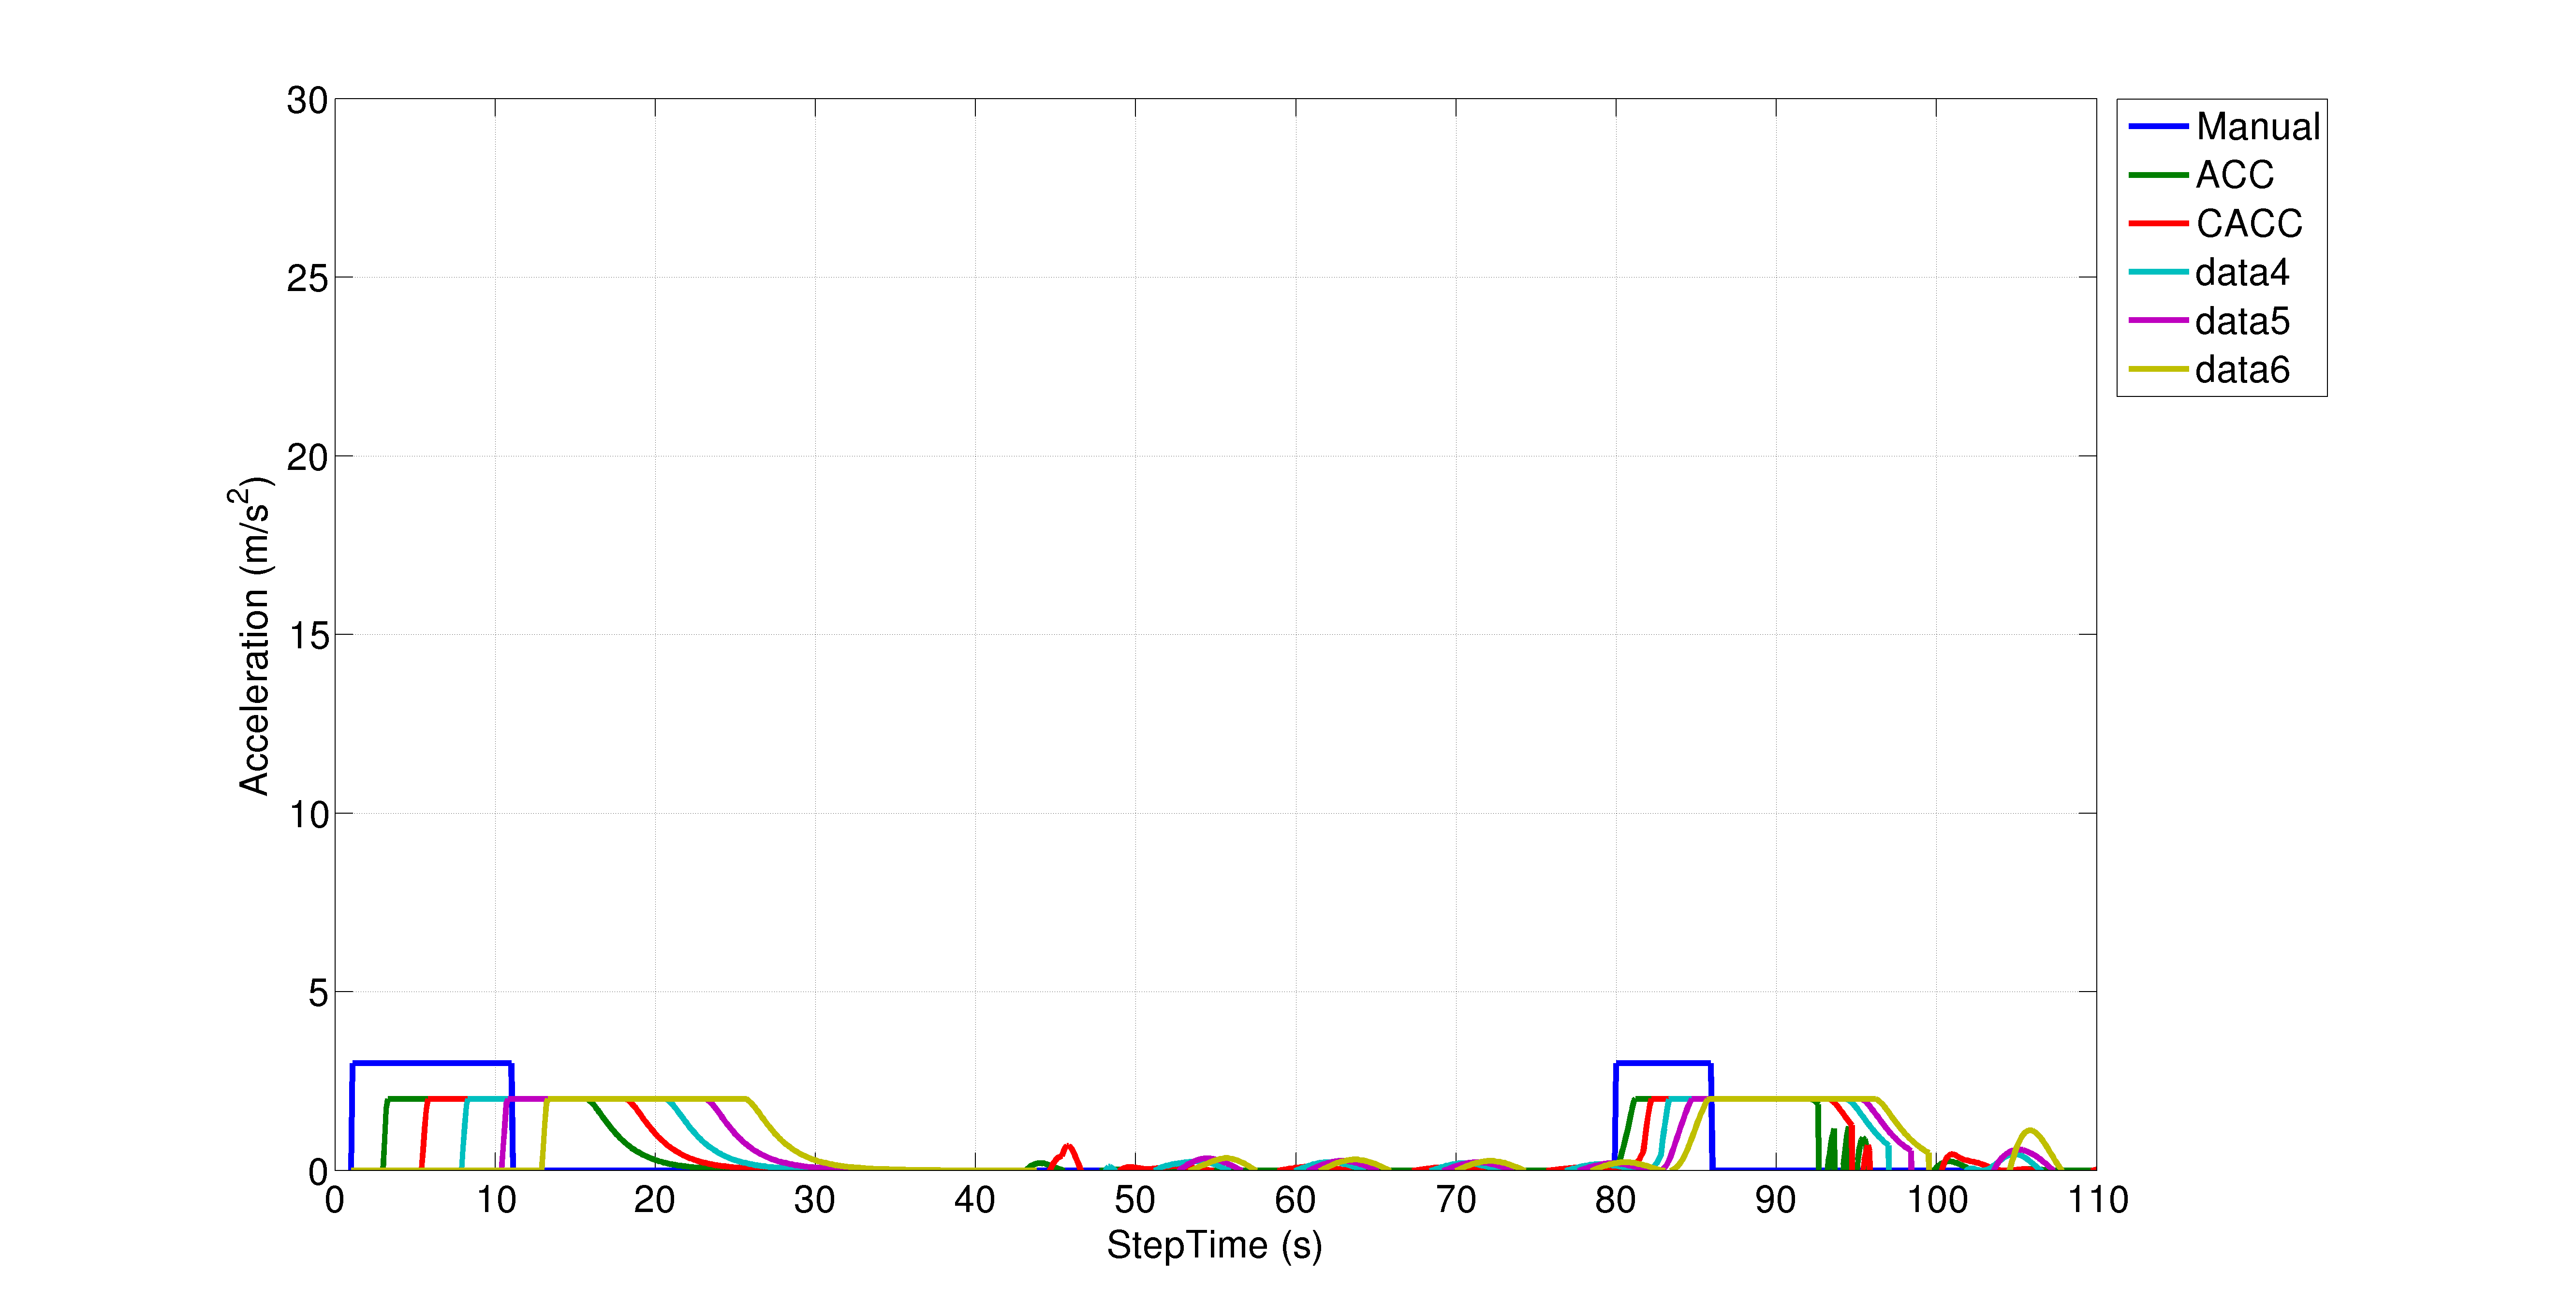 30
25
20
15
10
5
0
Acceleration (m/s²)
0 10 20 30 40 50 60 70 80 90 100 110
StepTime (s)
Manual
ACC
CACC
data4
data5
data6